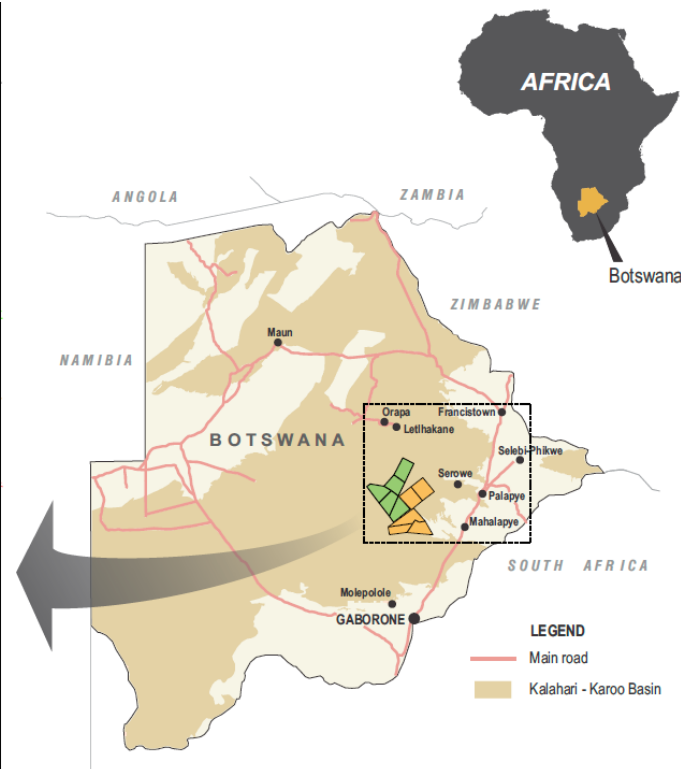 AFRICA
Botswana
ANGOLA
ZAMBIA
ZIMBABWE
NAMIBIA
Maun
BOTSWANA
Orapa
Letlhakane
Francistown
Selebi-Phikwe
Serowe
Palapye
Mahalapye
SOUTH AFRICA
Molepolole
GABORONE
LEGEND
Main road
Kalahari - Karoo Basin